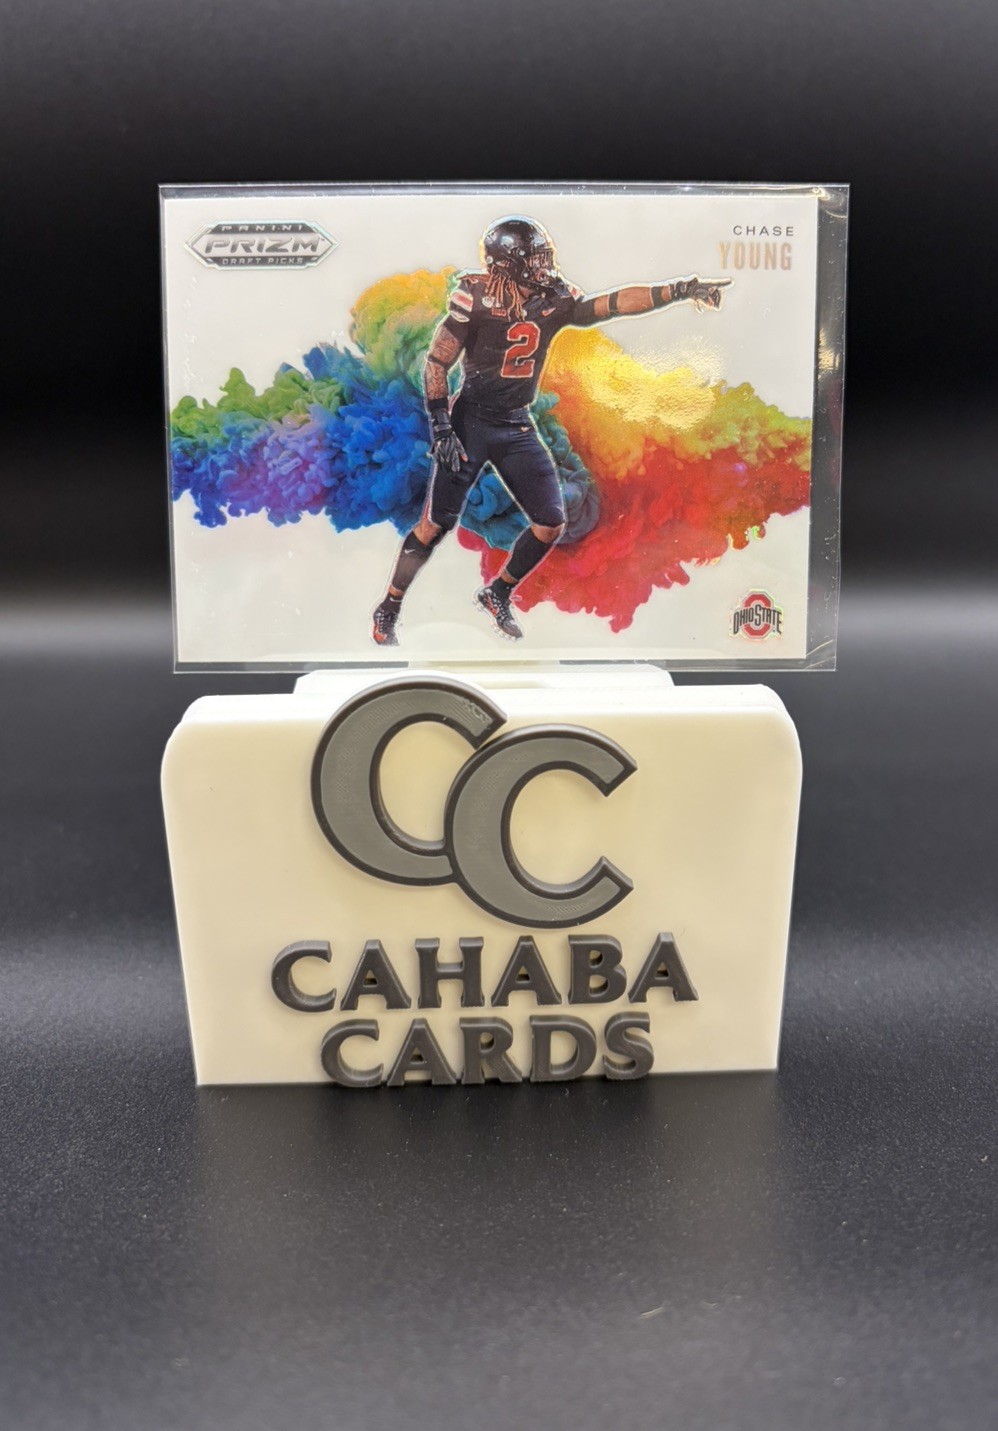 PANINI
PRIZM
DRAFT PICKS
CHASE
YOUNG
2
OHIO STATE
CC
CAHABA
CARDS